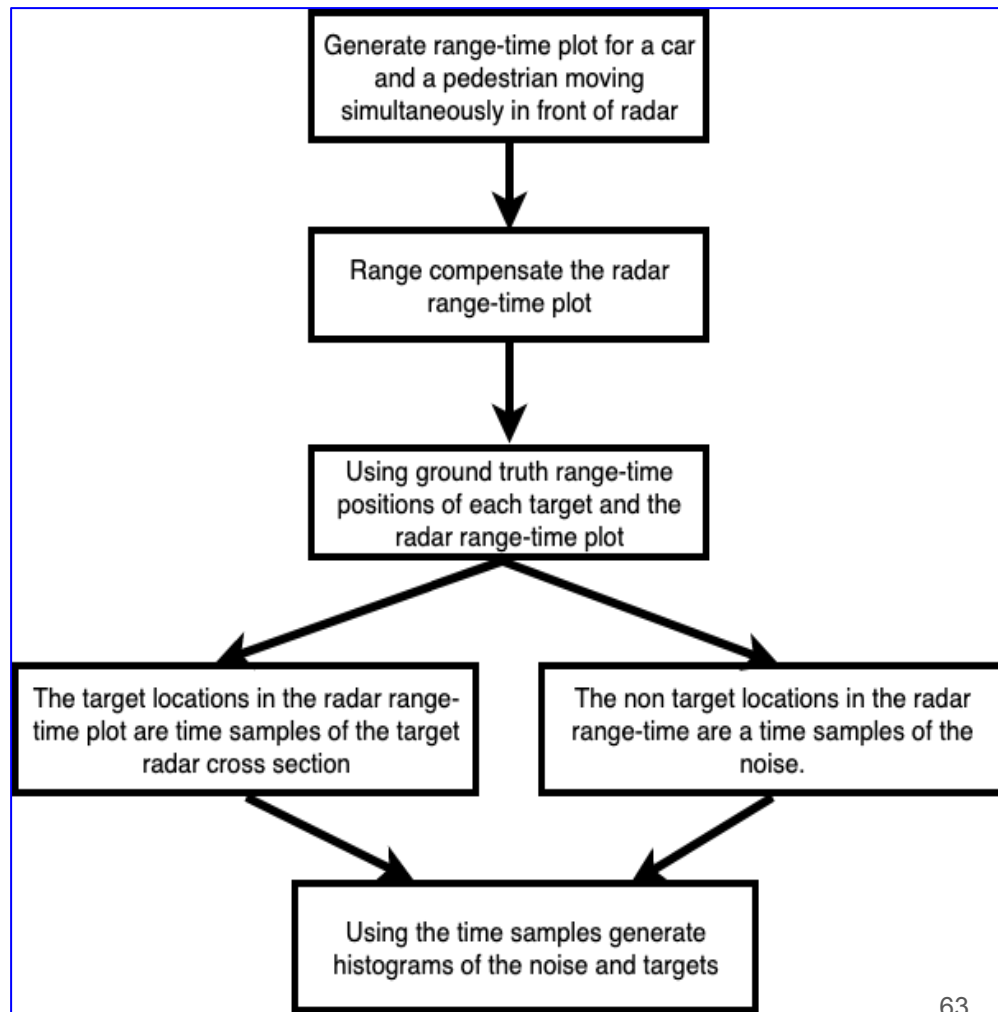 Generate range-time plot for a car
and a pedestrian moving
simultaneously in front of radar
Range compensate the radar
range-time plot
Using ground truth range-time
positions of each target and the
radar range-time plot
The target locations in the radar range-
time plot are time samples of the target
radar cross section
The non target locations in the radar
range-time are a time samples of the
noise.
Using the time samples generate
histograms of the noise and targets
63